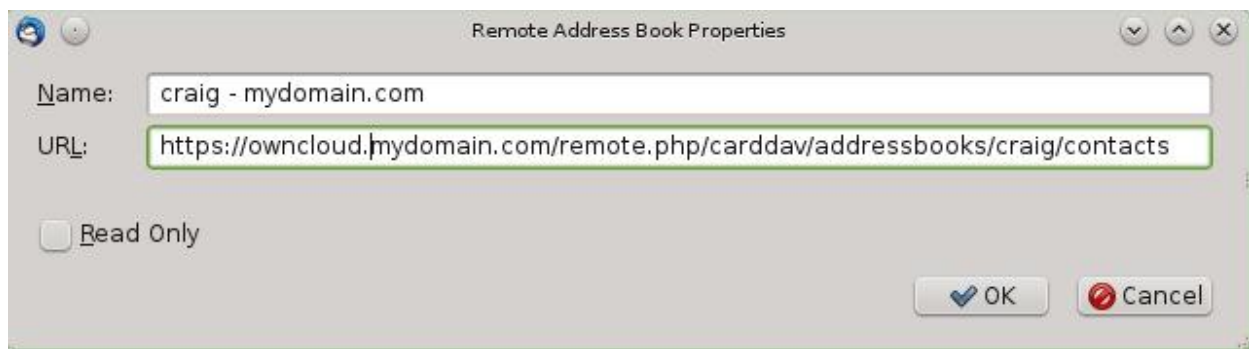 Remote Address Book Properties
Name: craig - mydomain.com
URL: https://owncloud.mydomain.com/remote.php/carddav/addressbooks/craig/contacts
Read Only
OK Cancel